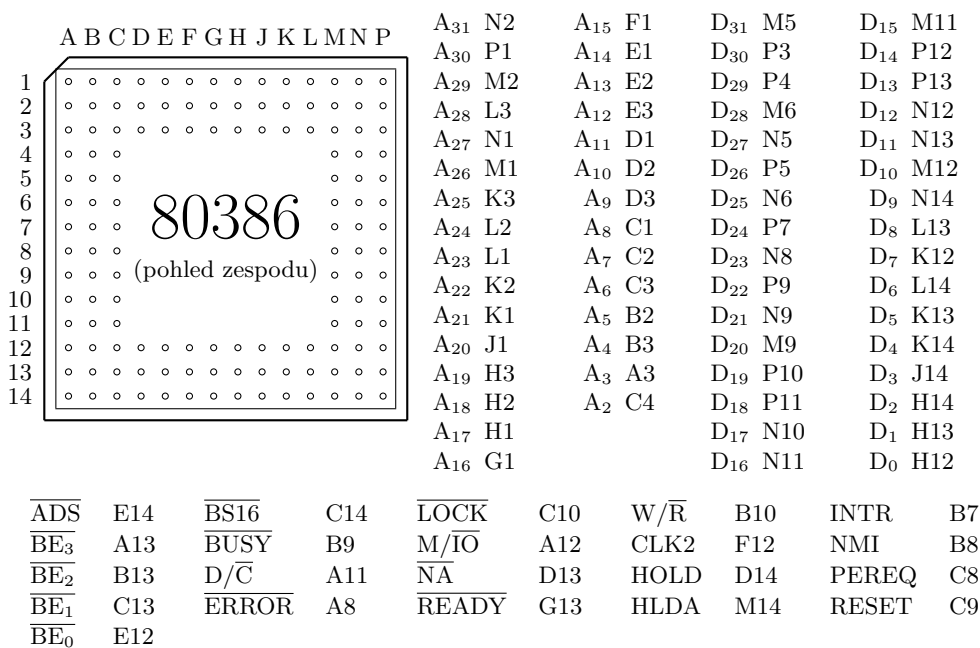 A B C D E F G H J K L M N P
1
2
3
4
5
6
7
8
9
10
11
12
13
14
80386
(pohled zespodu)
A31 N2 A15 F1 D31 M5 D15 M11
A30 P1 A14 E1 D30 P3 D14 P12
A29 M2 A13 E2 D29 P4 D13 P13
A28 L3 A12 E3 D28 M6 D12 N12
A27 N1 A11 D1 D27 N5 D11 N13
A26 M1 A10 D2 D26 P5 D10 M12
A25 K3 A9 D3 D25 N6 D9 N14
A24 L2 A8 C1 D24 P7 D8 L13
A23 L1 A7 C2 D23 N8 D7 K12
A22 K2 A6 C3 D22 P9 D6 L14
A21 K1 A5 B2 D21 N9 D5 K13
A20 J1 A4 B3 D20 M9 D4 K14
A19 H3 A3 A3 D19 P10 D3 J14
A18 H2 A2 C4 D18 P11 D2 H14
A17 H1 D17 N10 D1 H13
A16 G1 D16 N11 D0 H12
ADS E14 BS16 C14 LOCK C10 W/R B10 INTR B7
BE3 A13 BUSY B9 M/IO A12 CLK2 F12 NMI B8
BE2 B13 D/C A11 NA D13 HOLD D14 PEREQ C8
BE1 C13 ERROR A8 READY G13 HLDA M14 RESET C9
BE0 E12